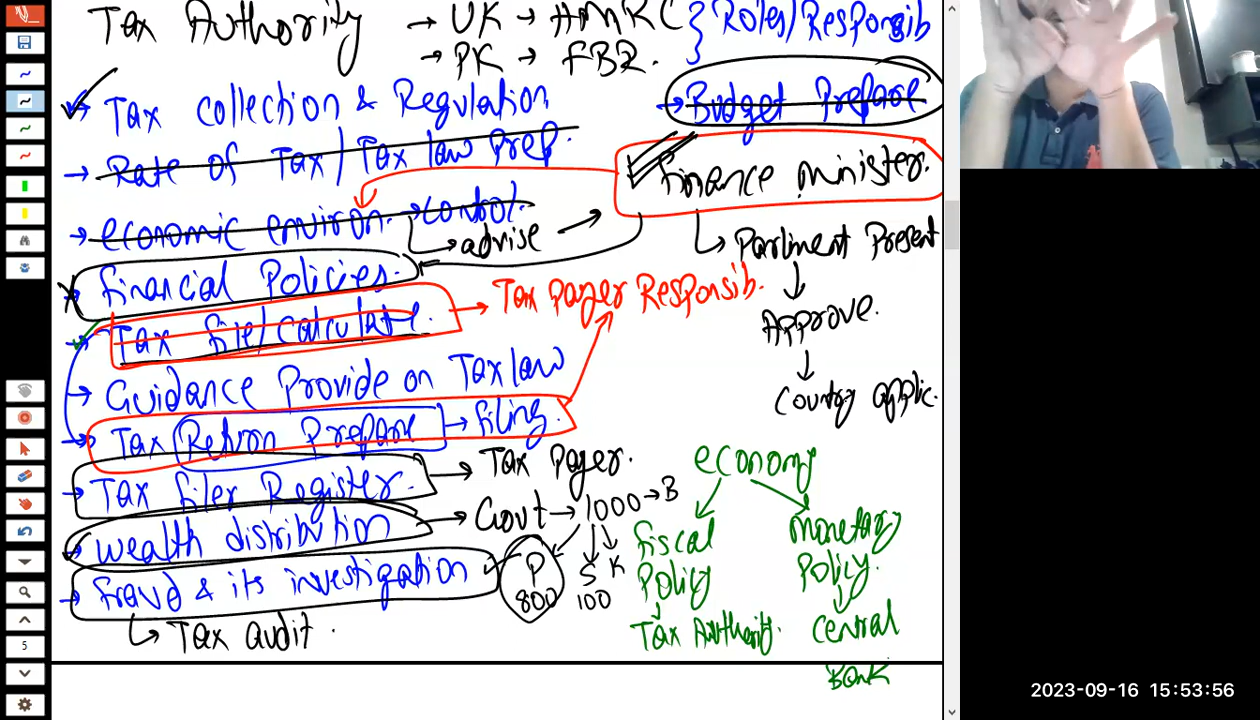 Tax Authority → UK → HMRC } Roles/Responsib
→ PK → FBR.
→ Tax collection & Regulation
→ Budget Prepare
→ Rate of Tax / Tax law Prep.
Finance minister.
→ economic environ. → control.
→ advise
→ Parlment Present
→ financial Policies.
→ Tax file/calculate. → Tax payer Responsib.
Approve.
→ Guidance Provide on Tax law
Country applic.
→ Tax Return Prepare → filing.
→ Tax filer Register. → Tax payer.
economy
→ wealth distribution → Govt → 1000 → B
fiscal Policy
monetary Policy.
P 800
S 100
K
→ fraud & its investigation
→ Tax audit.
Tax Authority.
central Bank
5
2023-09-16 15:53:56